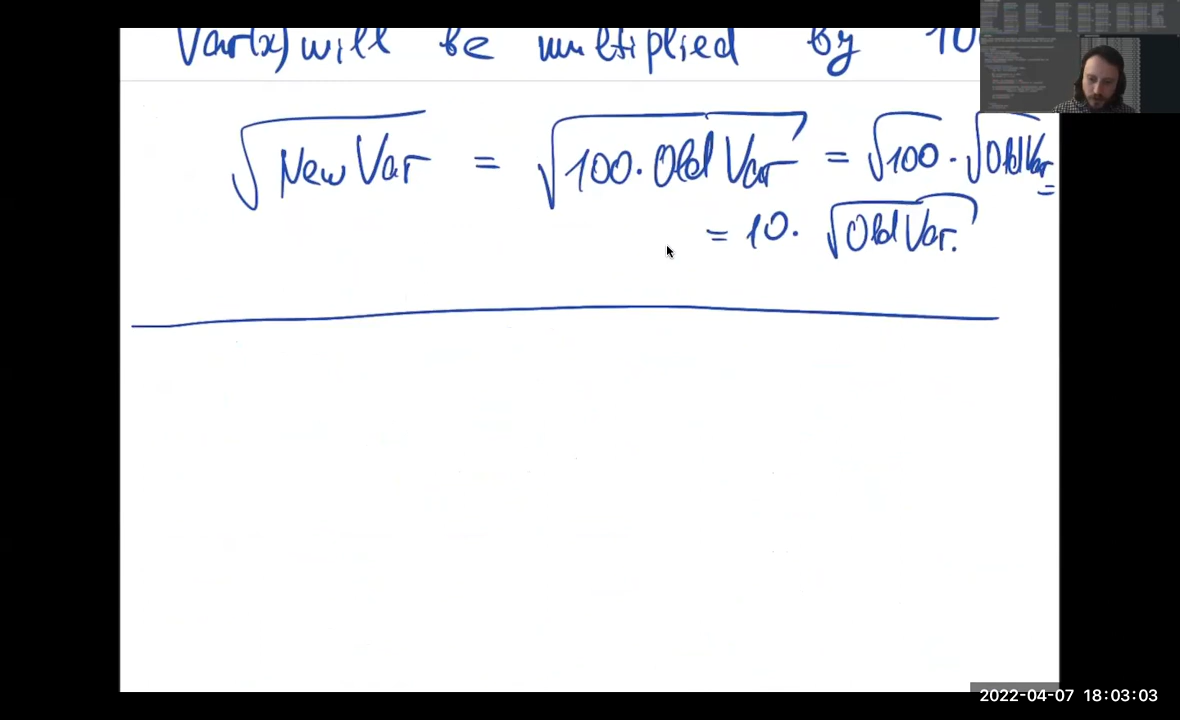 Var(x) will be multiplied by 10
√New Var = √100. Old Var = √100 . √Old Var =
= 10. √Old Var.
2022-04-07 18:03:03